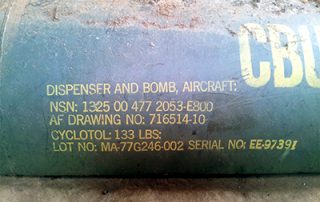 CBU
DISPENSER AND BOMB, AIRCRAFT:
NSN: 1325 00 477 2053-E800
AF DRAWING NO: 716514-10
CYCLOTOL: 133 LBS:
LOT NO: MA-77G246-002 SERIAL NO: EE-97391